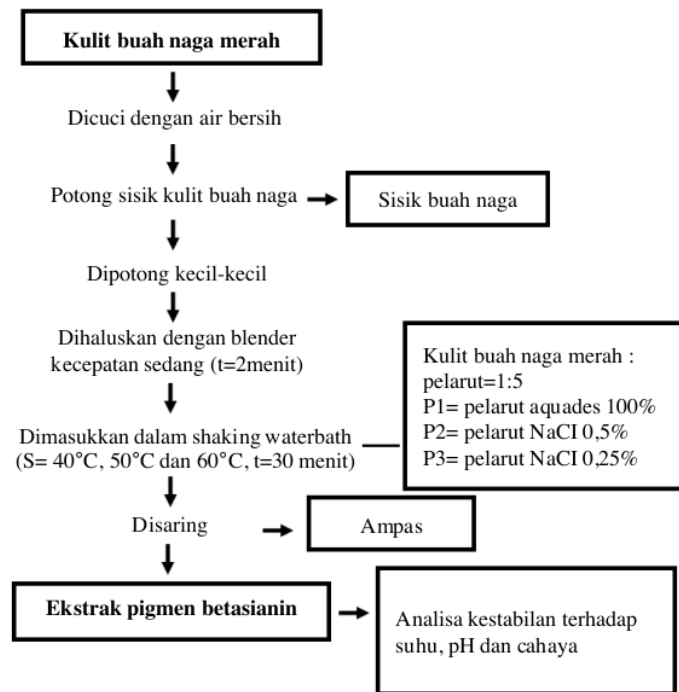 Kulit buah naga merah
Dicuci dengan air bersih
Potong sisik kulit buah naga
Sisik buah naga
Dipotong kecil-kecil
Dihaluskan dengan blender
kecepatan sedang (t=2menit)
Kulit buah naga merah :
pelarut=1:5
P1= pelarut aquades 100%
P2= pelarut NaCI 0,5%
P3= pelarut NaCI 0,25%
Dimasukkan dalam shaking waterbath
(S= 40°C, 50°C dan 60°C, t=30 menit)
Disaring
Ampas
Ekstrak pigmen betasianin
Analisa kestabilan terhadap
suhu, pH dan cahaya